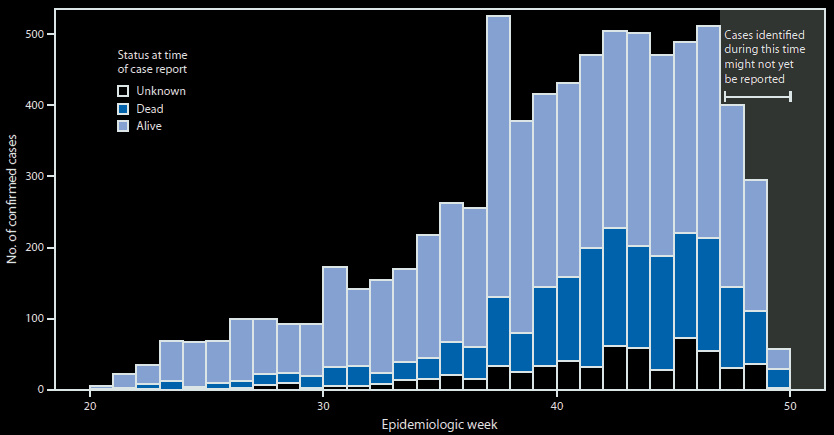 500
400
300
200
100
0
No. of confirmed cases
Status at time
of case report
Unknown
Dead
Alive
Cases identified
during this time
might not yet
be reported
20
30
40
50
Epidemiologic week